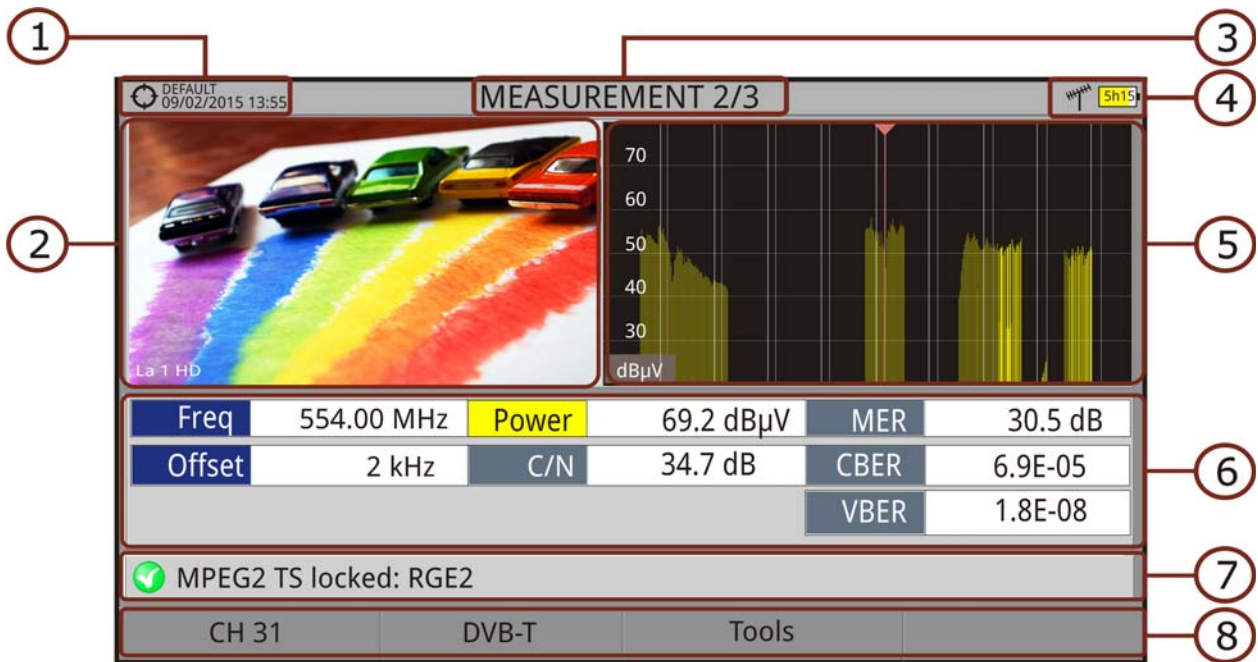 1
3
DEFAULT
09/02/2015 13:55
MEASUREMENT 2/3
5h15
4
2
La 1 HD
70
60
50
40
30
dBµV
5
Freq 554.00 MHz Power 69.2 dBµV MER 30.5 dB
Offset 2 kHz C/N 34.7 dB CBER 6.9E-05
VBER 1.8E-08
6
MPEG2 TS locked: RGE2
7
CH 31 DVB-T Tools
8